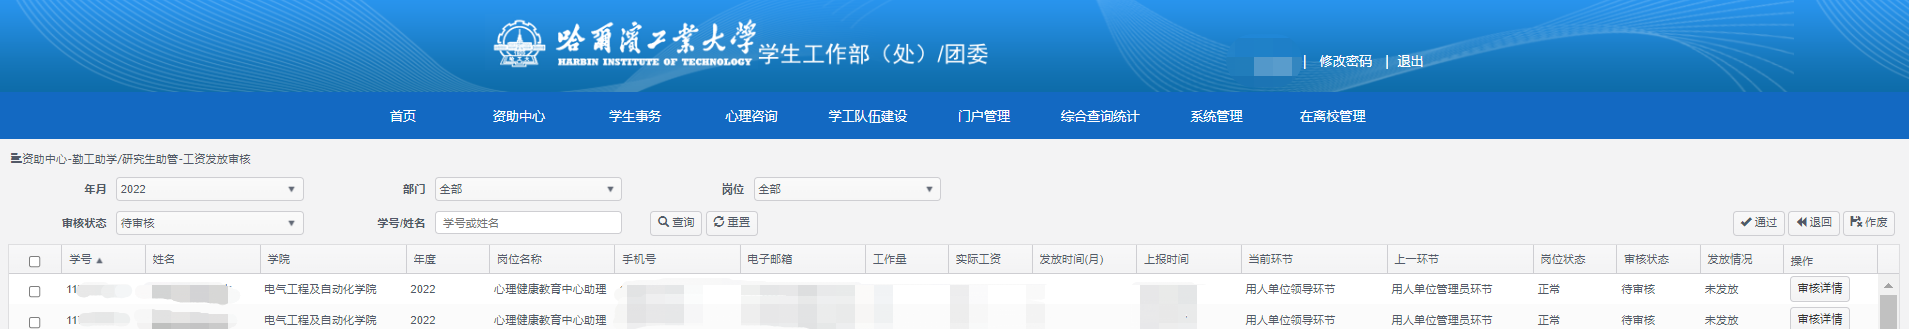 哈尔滨工业大学
HARBIN INSTITUTE OF TECHNOLOGY
学生工作部（处）/团委
| 修改密码 | 退出
首页 资助中心 学生事务 心理咨询 学工队伍建设 门户管理 综合查询统计 系统管理 在离校管理
资助中心-勤工助学/研究生助管-工资发放审核
年月 2022 部门 全部 岗位 全部
审核状态 待审核 学号/姓名 学号或姓名 查询 重置 通过 退回 作废
学号 姓名 学院 年度 岗位名称 手机号 电子邮箱 工作量 实际工资 发放时间(月) 上报时间 当前环节 上一环节 岗位状态 审核状态 发放情况 操作
电气工程及自动化学院 2022 心理健康教育中心助理 用人单位领导环节 用人单位管理员环节 正常 待审核 未发放 审核详情
电气工程及自动化学院 2022 心理健康教育中心助理 用人单位领导环节 用人单位管理员环节 正常 待审核 未发放 审核详情